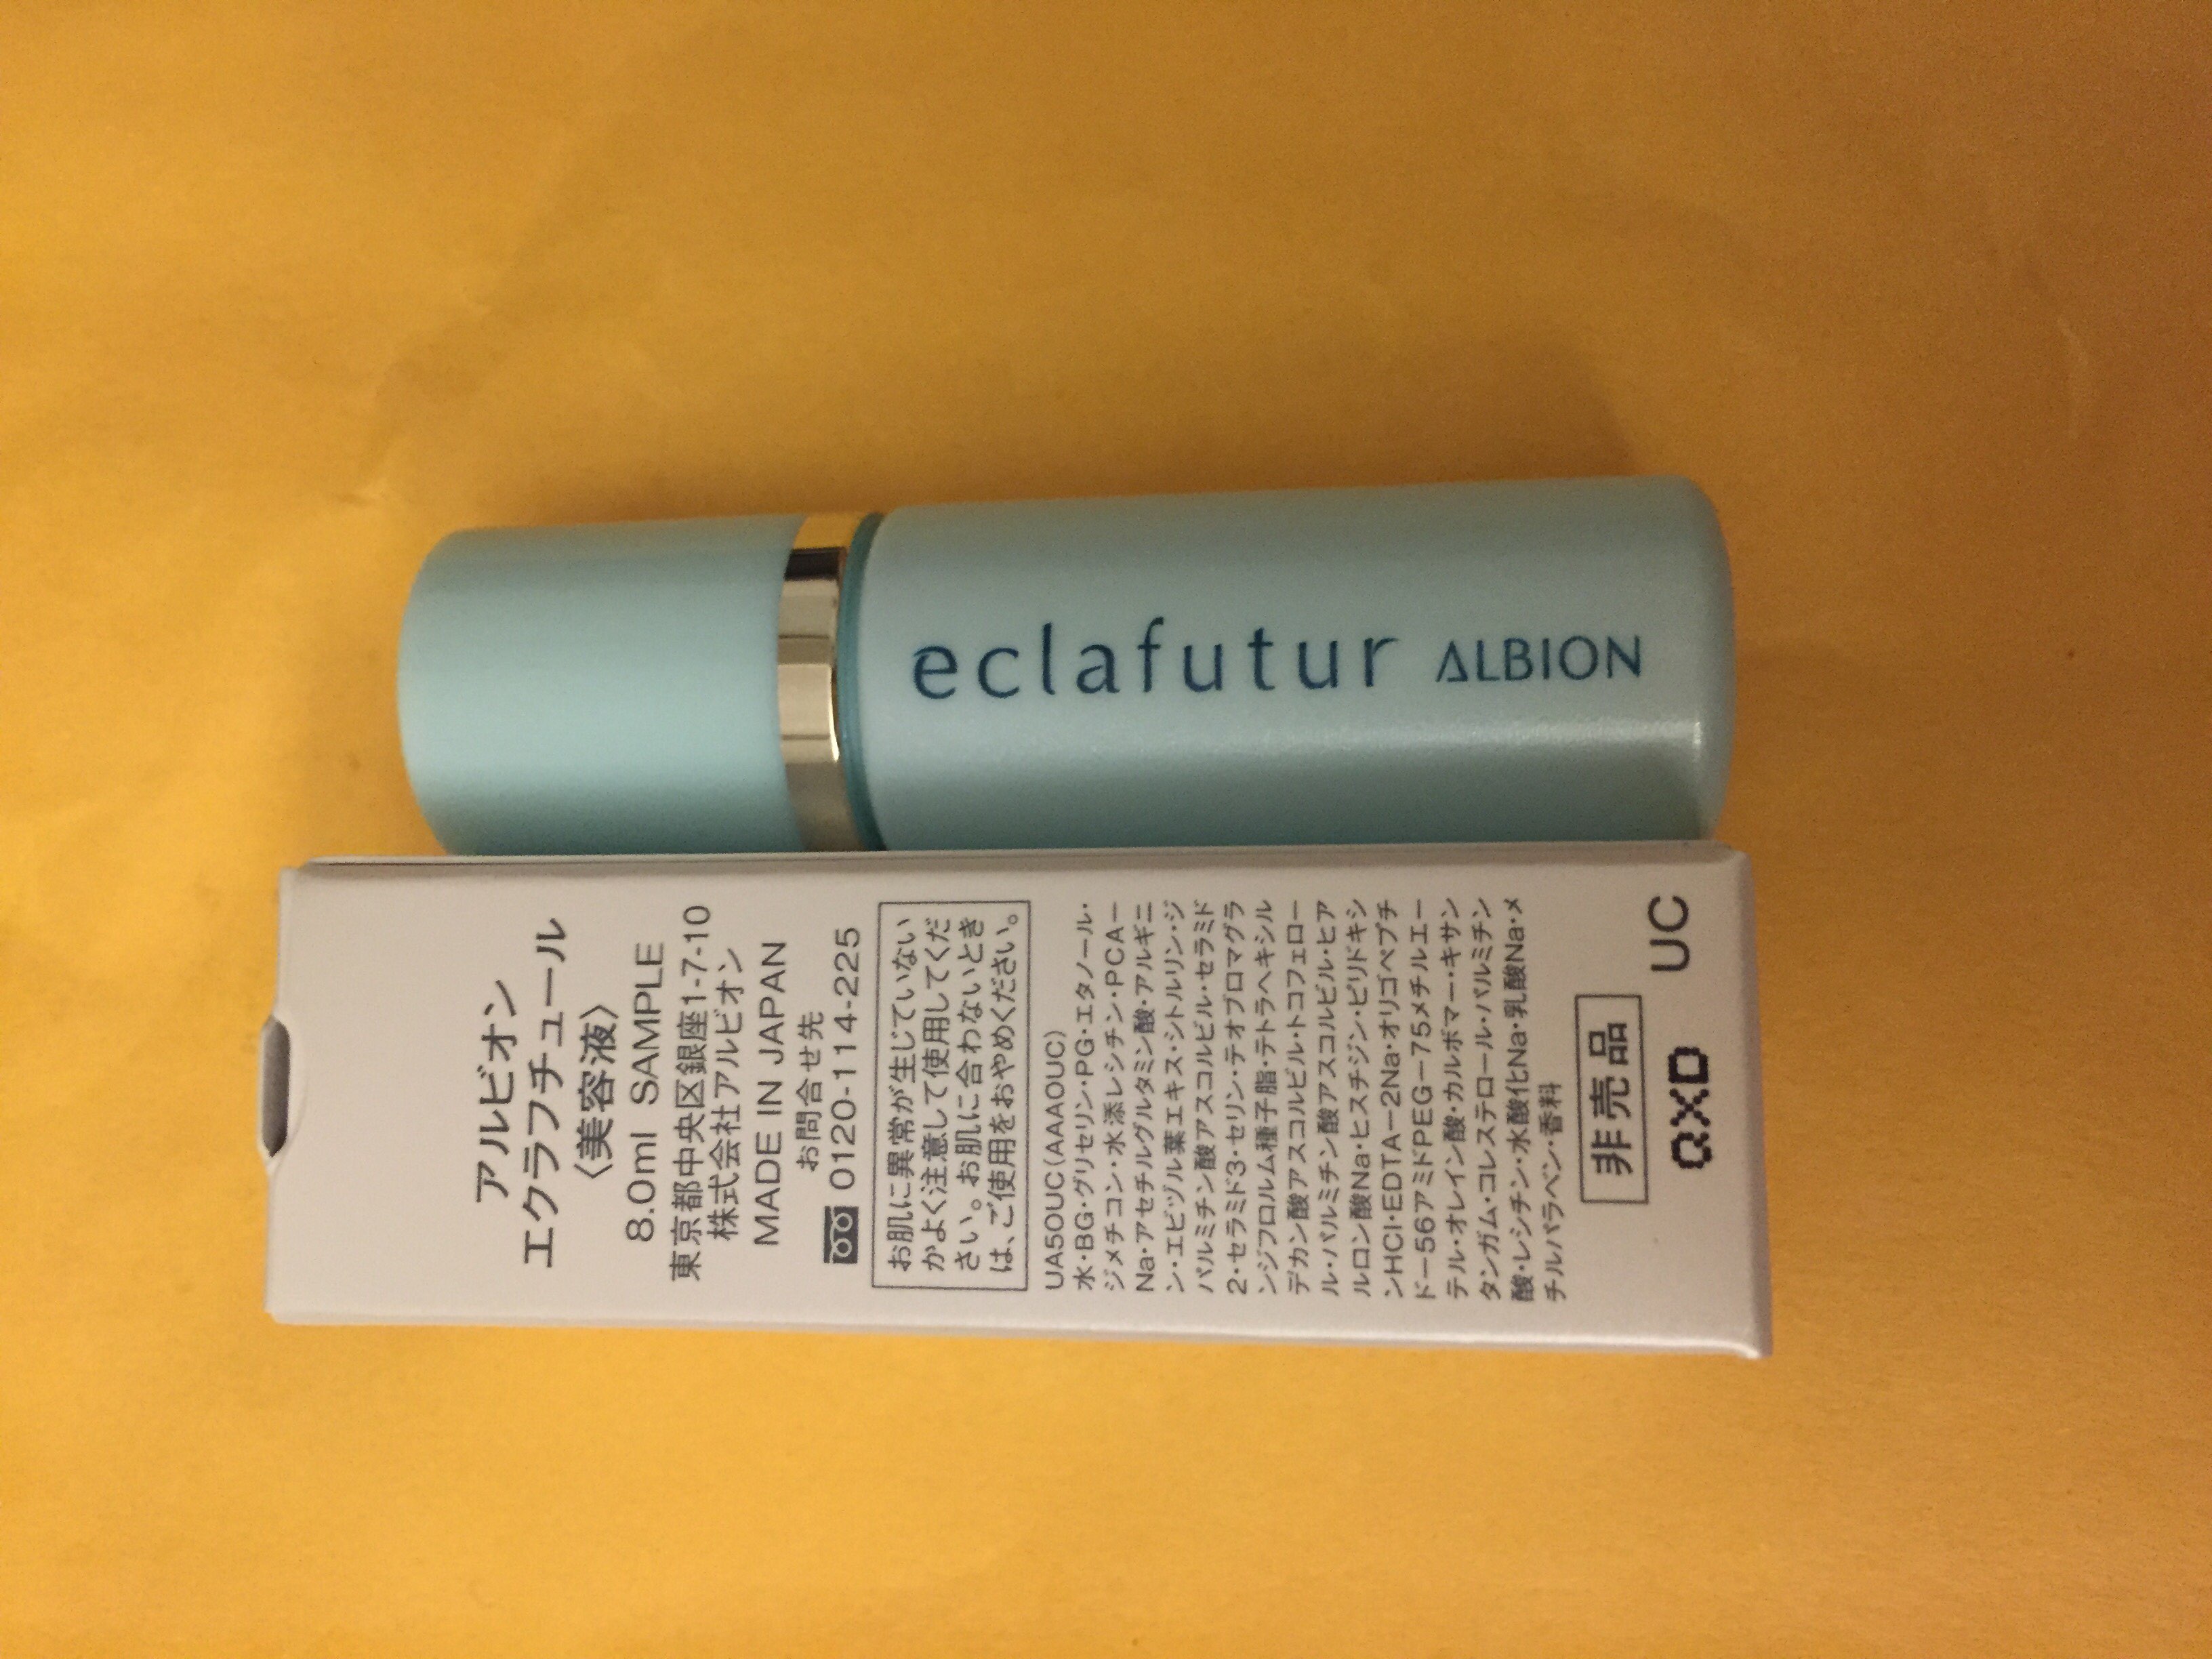 eclafutur ALBION
アルビオン
エクラフチュール
〈美容液〉
8.0ml SAMPLE
東京都中央区銀座1-7-10
株式会社アルビオン
MADE IN JAPAN
お問合せ先
0120-114-225
お肌に異常が生じていない
かよく注意して使用してくだ
さい。お肌に合わないとき
は、ご使用をおやめください。
UA50UC(AAA0UC)
水・BG・グリセリン・PG・エタノール・
ジメチコン・水添レシチン・PCA－
Na・アセチルグルタミン酸・アルギニ
ン・エビヅル葉エキス・シトルリン・ジ
パルミチン酸アスコルビル・セラミド
2・セラミド3・セリン・テオブロマグラ
ンジフロルム種子脂・テトラヘキシル
デカン酸アスコルビル・トコフェロー
ル・パルミチン酸アスコルビル・ヒア
ルロン酸Na・ヒスチジン・ピリドキシ
ンHCl・EDTA－2Na・オリゴペプチ
ド－56アミドPEG－75メチルエー
テル・オレイン酸・カルボマー・キサン
タンガム・コレステロール・パルミチン
酸・レシチン・水酸化Na・乳酸Na・メ
チルパラベン・香料
非売品
UC
QXD